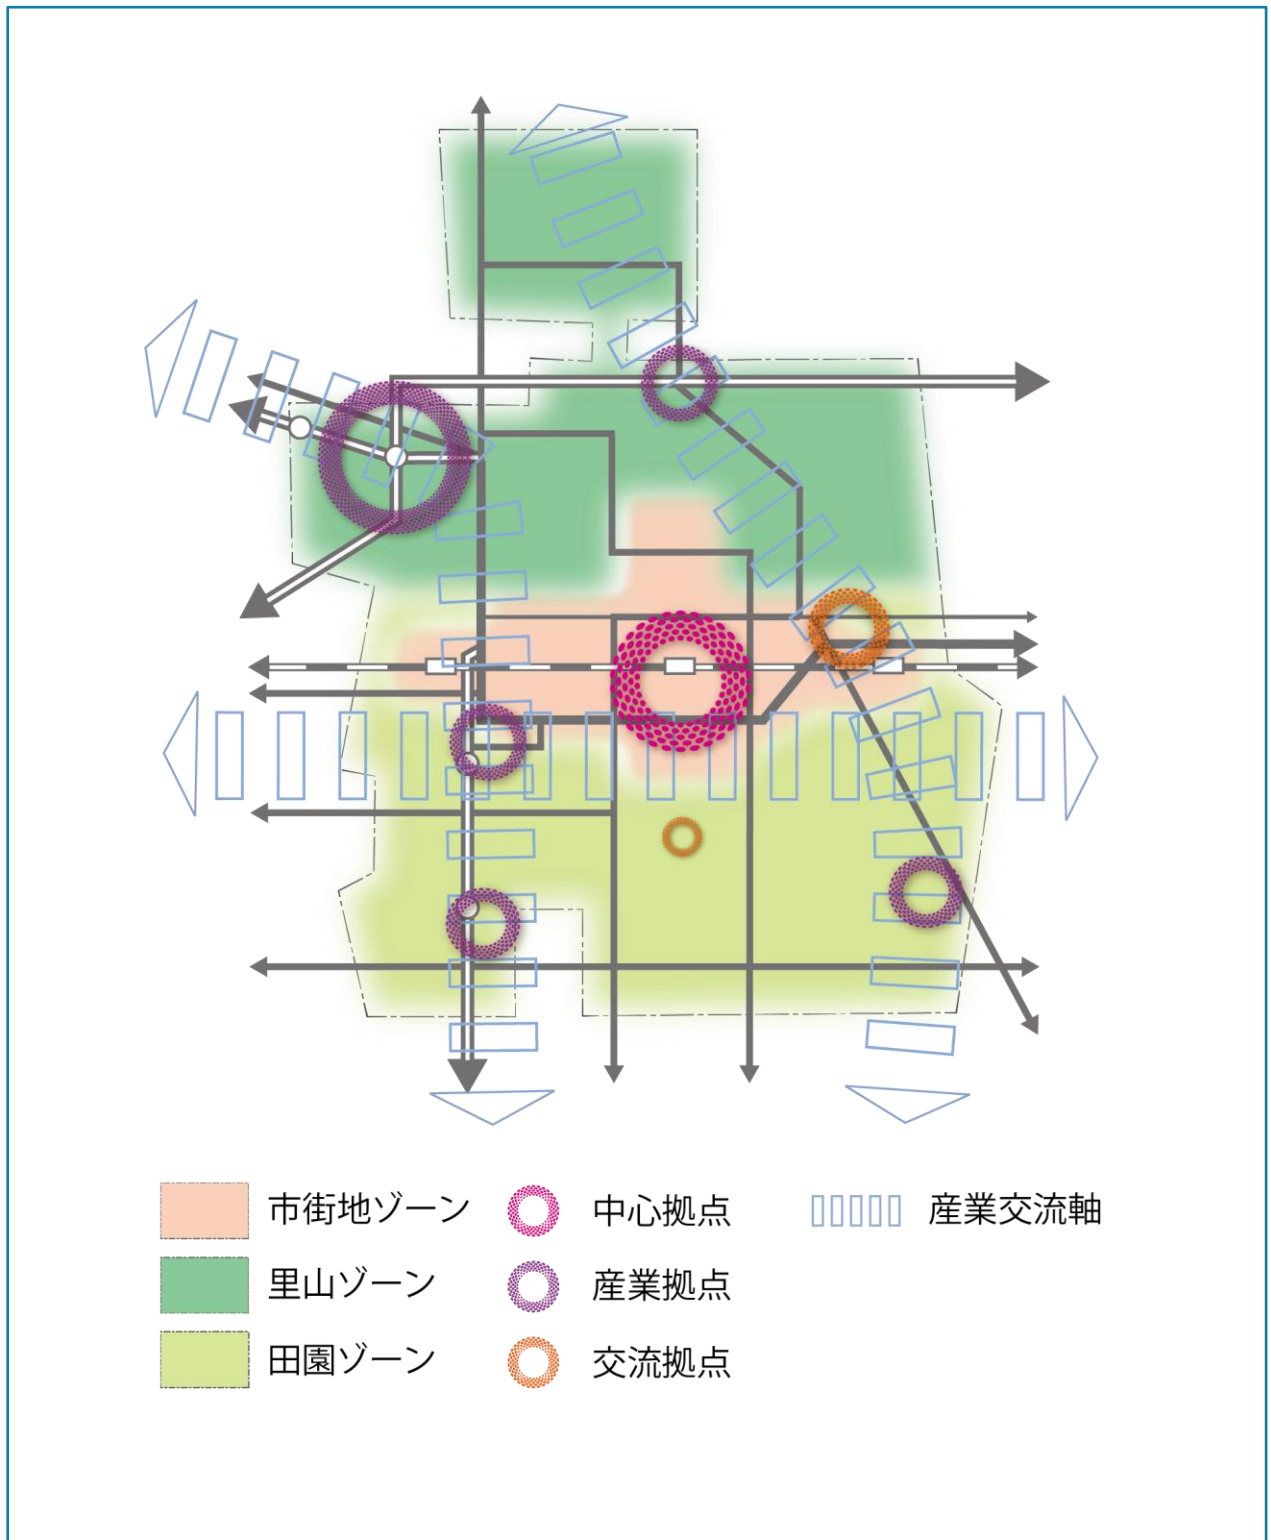 市街地ゾーン
中心拠点
産業交流軸
里山ゾーン
産業拠点
田園ゾーン
交流拠点